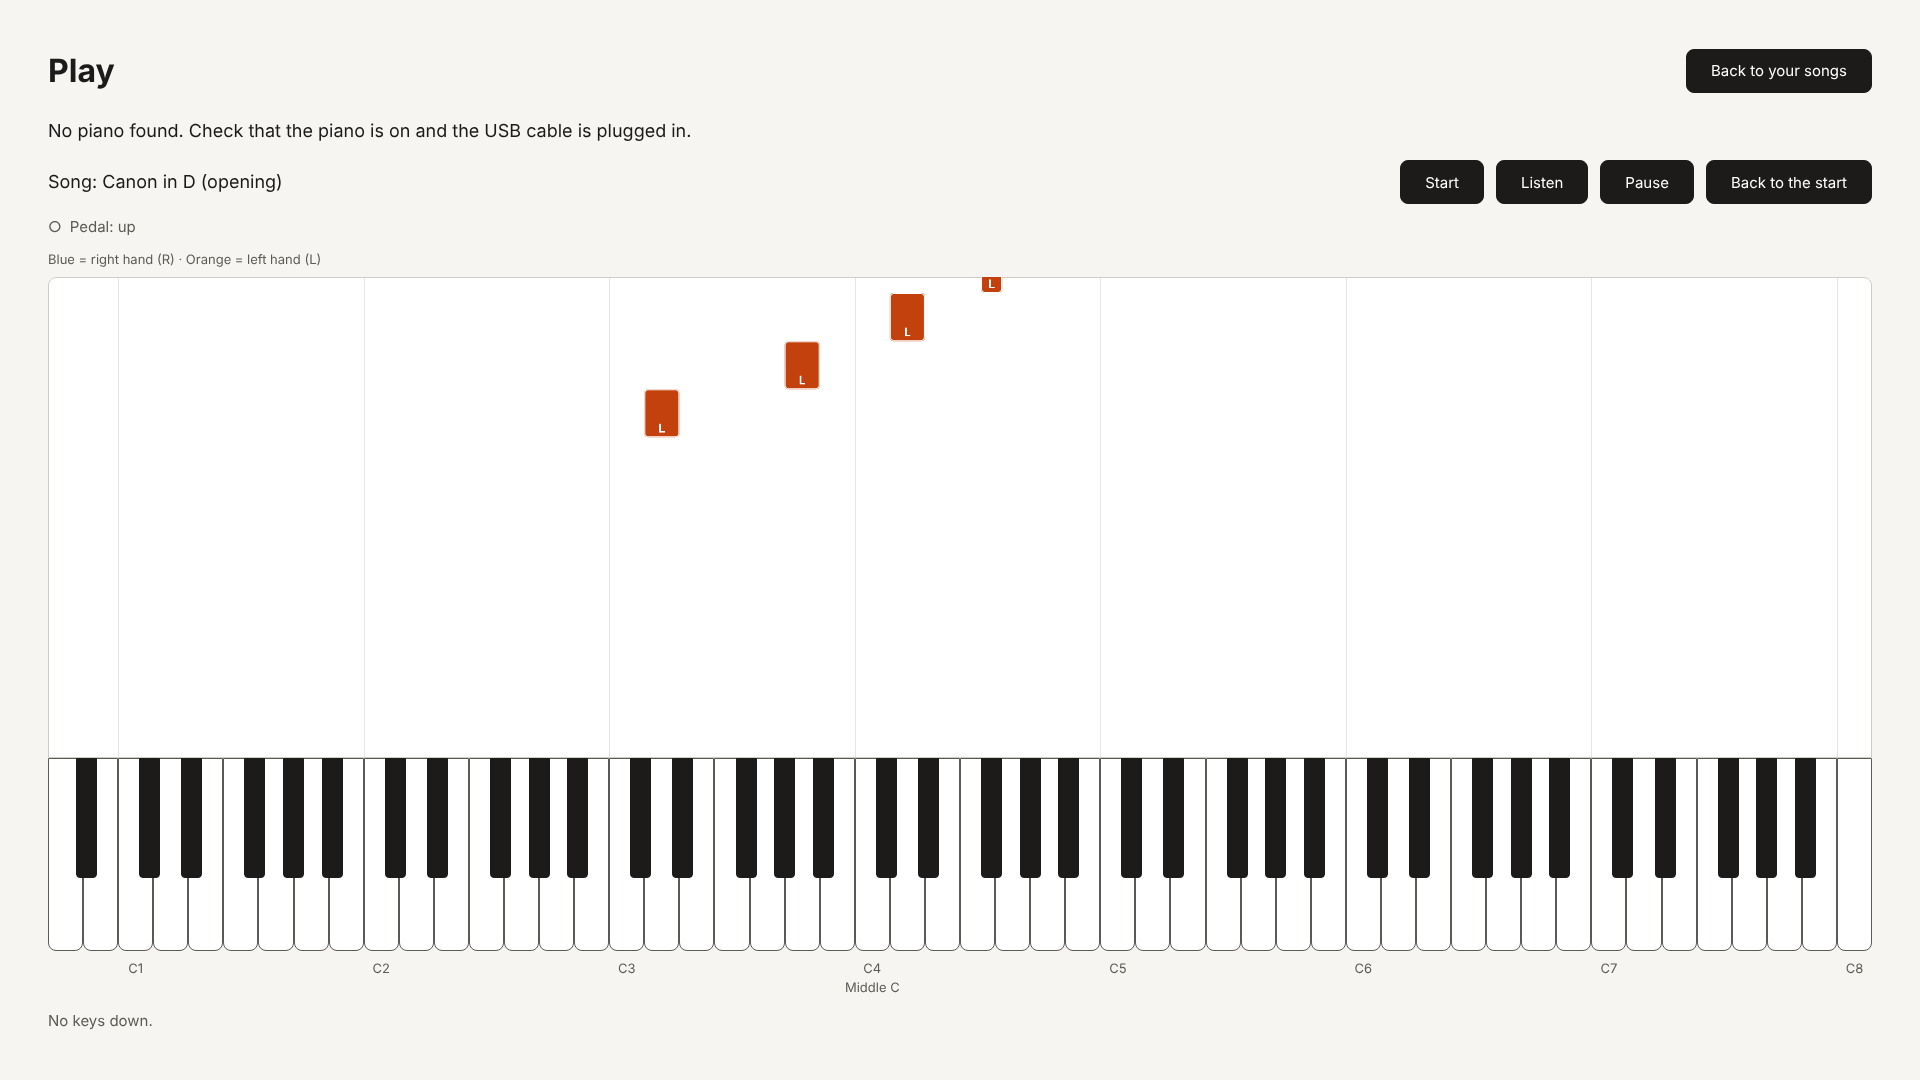 Play
Back to your songs
No piano found. Check that the piano is on and the USB cable is plugged in.
Song: Canon in D (opening)
Start
Listen
Pause
Back to the start
Pedal: up
Blue = right hand (R) · Orange = left hand (L)
L
L
L
L
C1
C2
C3
C4
C5
C6
C7
C8
Middle C
No keys down.